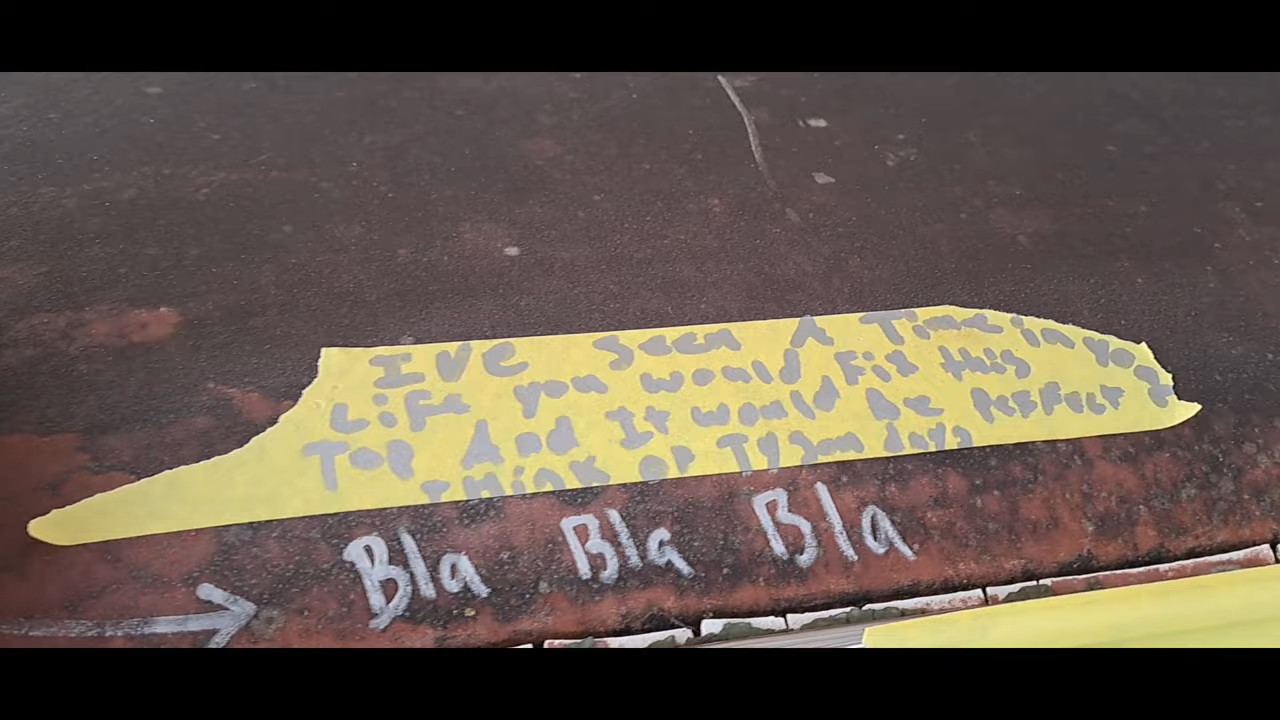 I've seen A Time in your
Life you would Fix this
Top And It would be perfect
I think of Tyson days
Bla Bla Bla